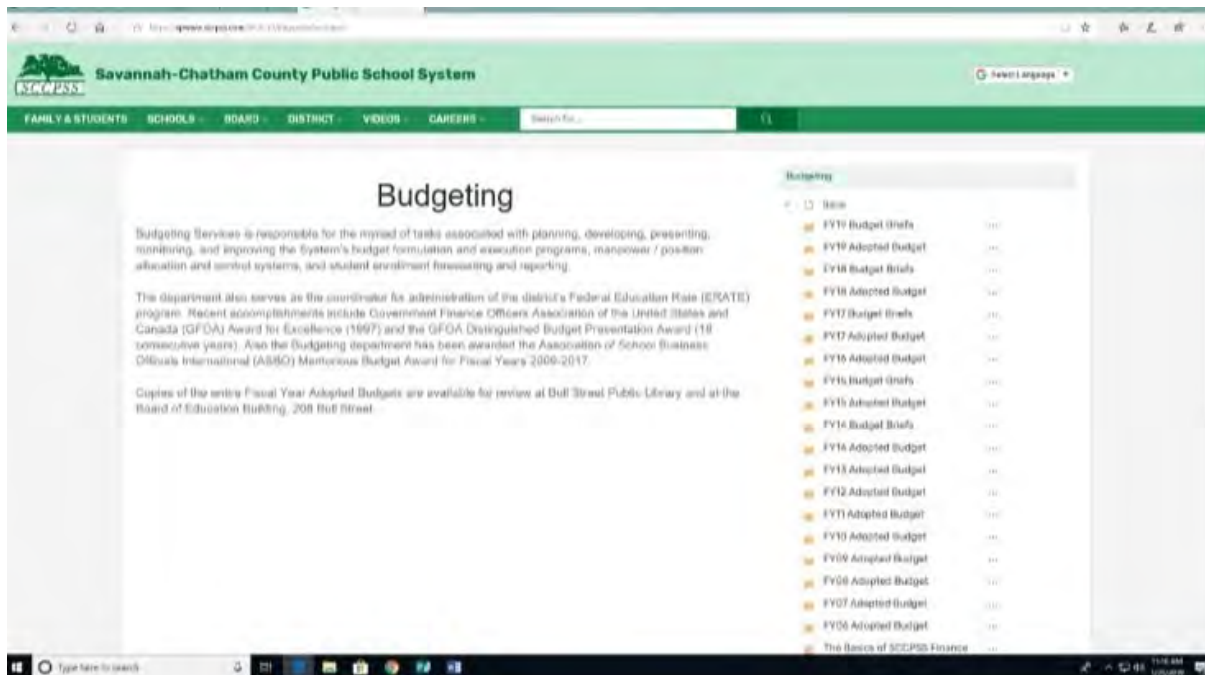 Savannah-Chatham County Public School System
SCCPSS
Select Language
FAMILY & STUDENTS SCHOOLS BOARD DISTRICT VIDEOS CAREERS Search for...
Budgeting
Budgeting Services is responsible for the myriad of tasks associated with planning, developing, presenting,
monitoring, and improving the System's budget formulation and execution programs, manpower / position
allocation and control systems, and student enrollment forecasting and reporting.
The department also serves as the coordinator for administration of the district's Federal Education Rate (ERATE)
program. Recent accomplishments include Government Finance Officers Association of the United States and
Canada (GFOA) Award for Excellence (1997) and the GFOA Distinguished Budget Presentation Award (18
consecutive years). Also the Budgeting department has been awarded the Association of School Business
Officials International (ASBO) Meritorious Budget Award for Fiscal Years 2009-2017.
Copies of the entire Fiscal Year Adopted Budgets are available for review at Bull Street Public Library and at the
Board of Education Building, 208 Bull Street.
Budgeting
Name
FY19 Budget Briefs
FY19 Adopted Budget
FY18 Budget Briefs
FY18 Adopted Budget
FY17 Budget Briefs
FY17 Adopted Budget
FY16 Adopted Budget
Budget Briefs
FY15 Adopted Budget
FY14 Budget Briefs
FY14 Adopted Budget
FY13 Adopted Budget
FY12 Adopted Budget
FY11 Adopted Budget
FY10 Adopted Budget
FY09 Adopted Budget
FY08 Adopted Budget
FY07 Adopted Budget
FY06 Adopted Budget
The Basics of SCCPSS Finance
Type here to search